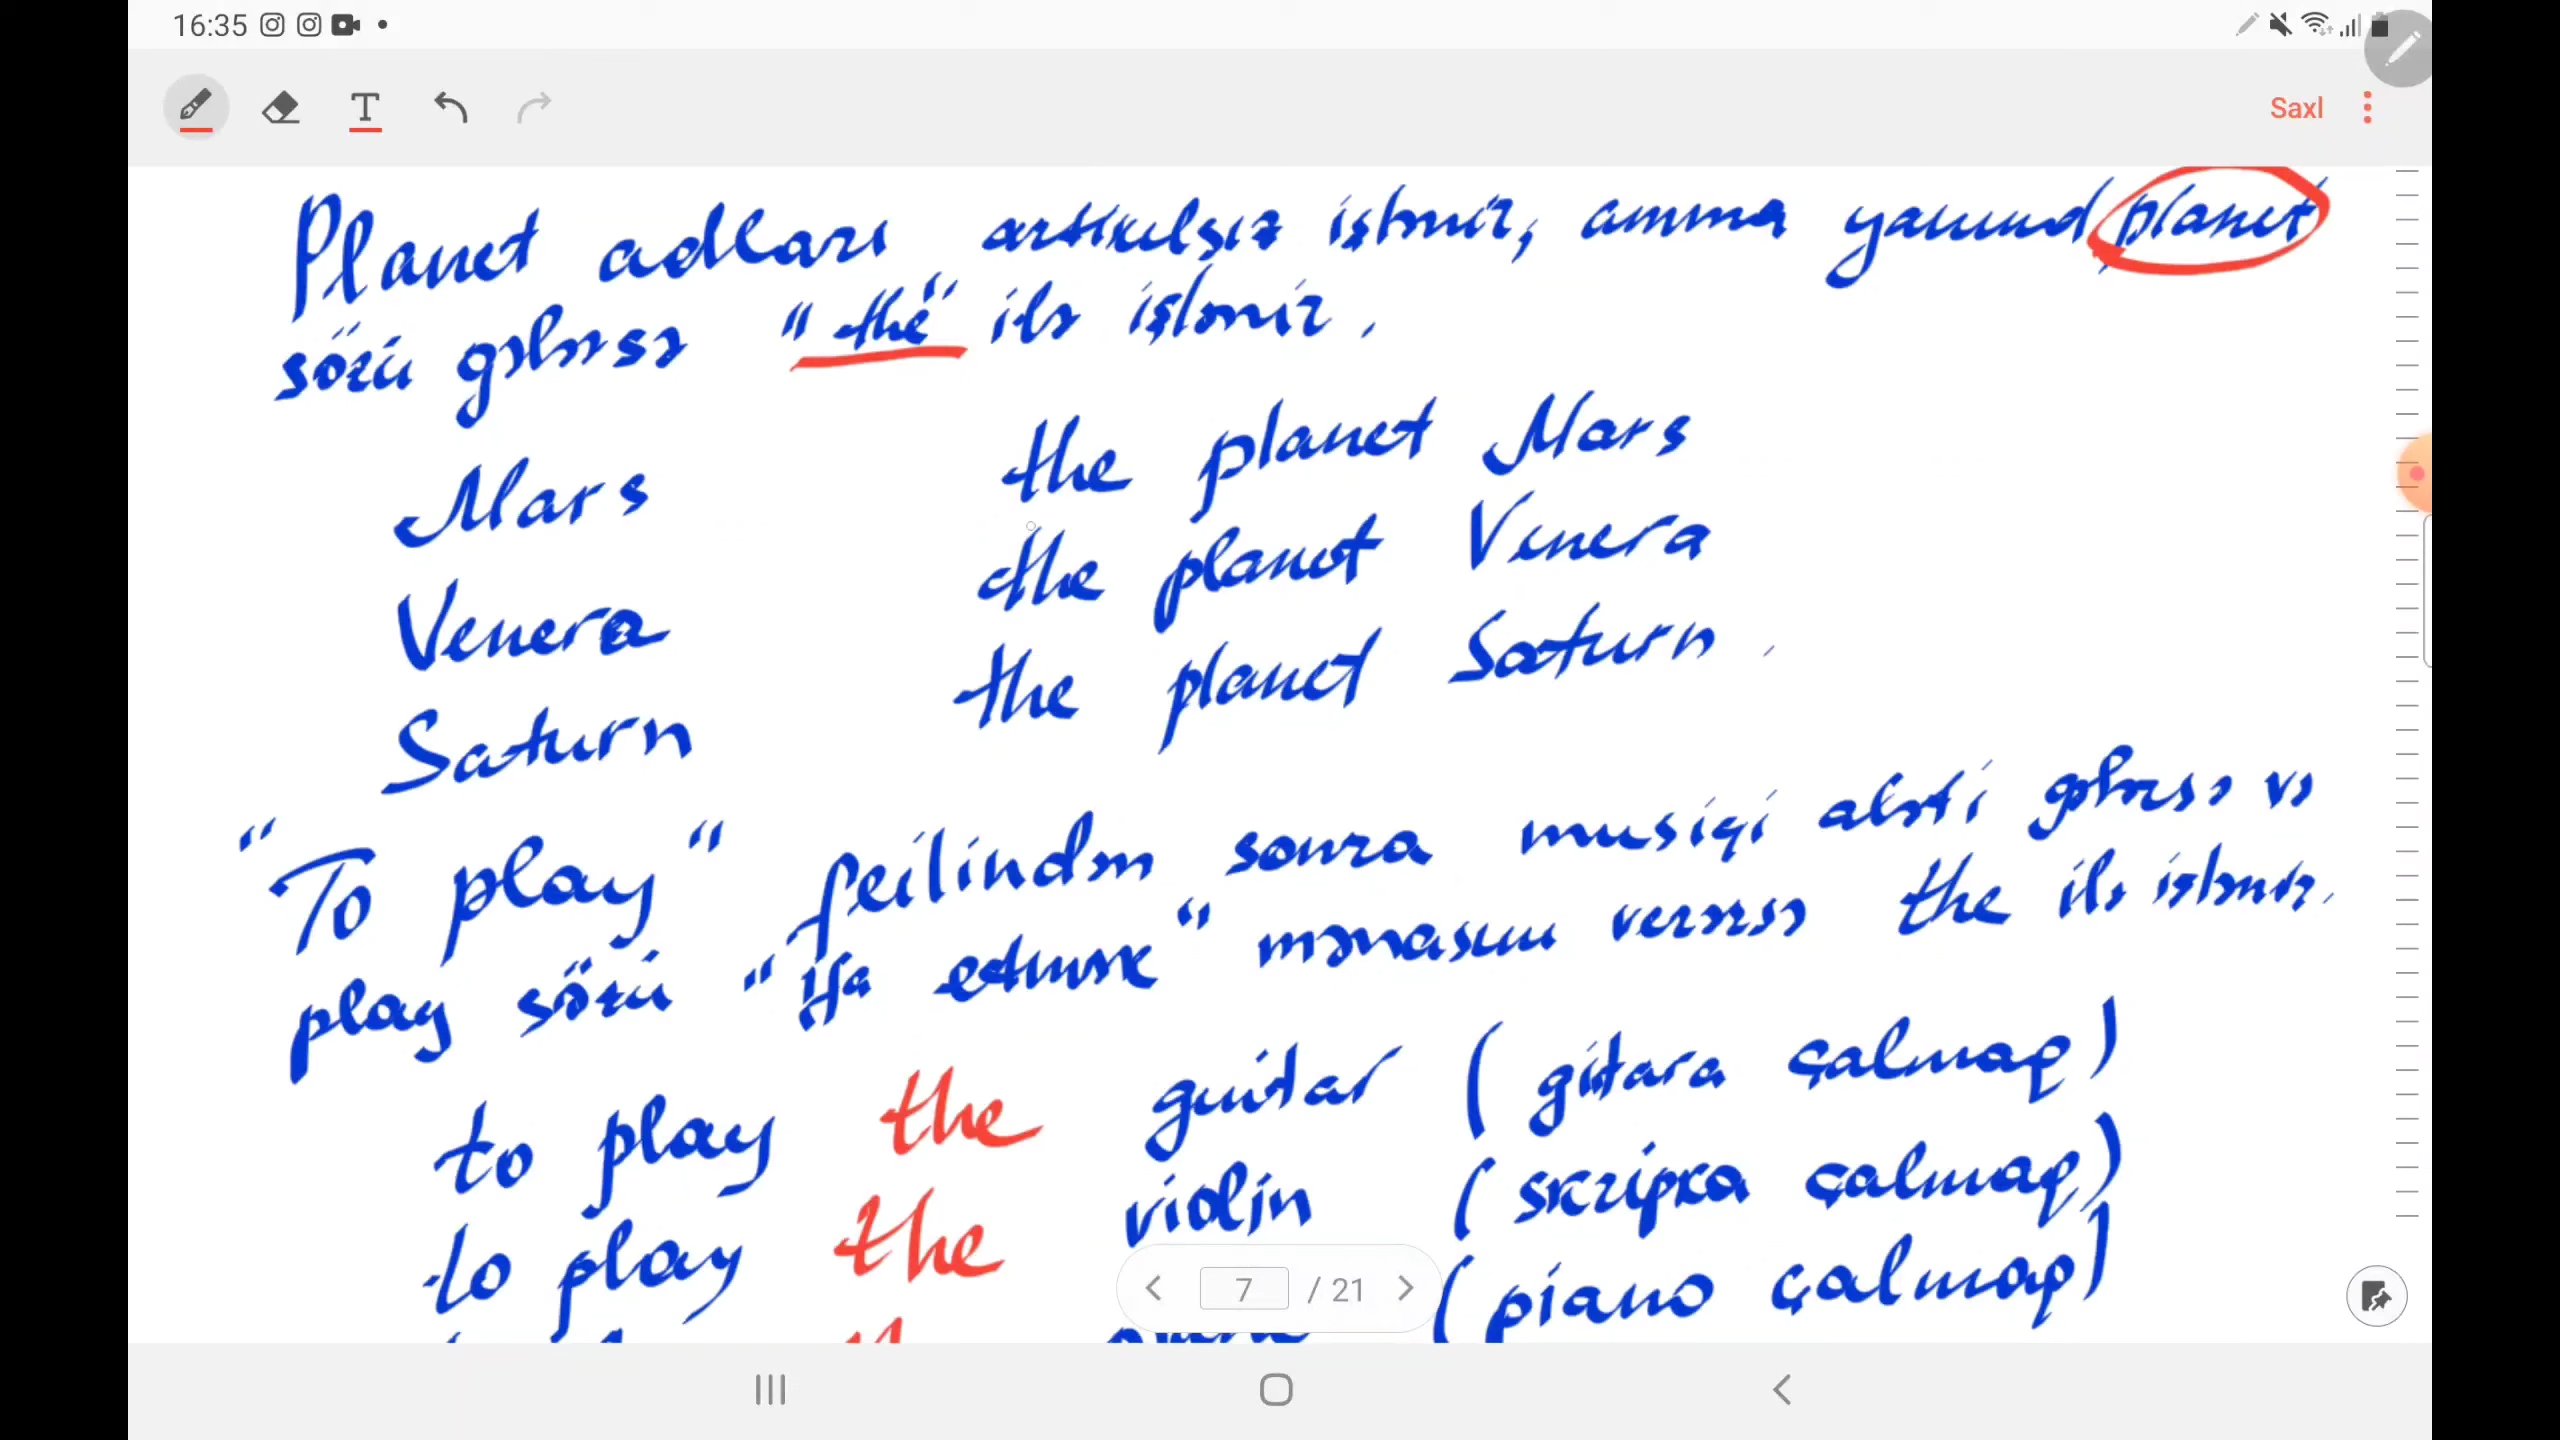 16:35
Saxl
Planet adları artikulsız işlənir, amma yanında planet
sözü gələrsə "the" ilə işlənir.
Mars the planet Mars
Venera the planet Venera
Saturn the planet Saturn.
"To play" feilindən sonra musiqi aləti gələrsə və
play sözü "ifa etmək" mənasını verərsə the ilə işlənir.
to play the guitar (gitara çalmaq)
to play the violin (skripka çalmaq)
(piano çalmaq)
7 / 21